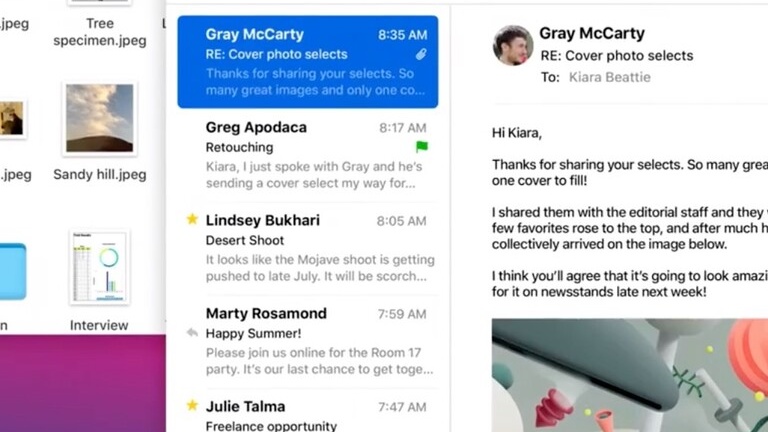 .jpeg
Tree
specimen.jpeg
.jpeg
Sandy hill.jpeg
Interview
Gray McCarty 8:35 AM
RE: Cover photo selects
Thanks for sharing your selects. So
many great images and only one co...
Greg Apodaca 8:17 AM
Retouching
Kiara, I just spoke with Gray and he's
sending a cover select my way for...
Lindsey Bukhari 8:05 AM
Desert Shoot
It looks like the Mojave shoot is getting
pushed to late July. It will be scorch...
Marty Rosamond 7:59 AM
Happy Summer!
Please join us online for the Room 17
party. It's our last chance to get toge...
Julie Talma 7:47 AM
Freelance opportunity
Gray McCarty
RE: Cover photo selects
To: Kiara Beattie
Hi Kiara,
Thanks for sharing your selects. So many grea
one cover to fill!
I shared them with the editorial staff and they
few favorites rose to the top, and after much h
collectively arrived on the image below.
I think you'll agree that it's going to look amazi
for it on newsstands late next week!